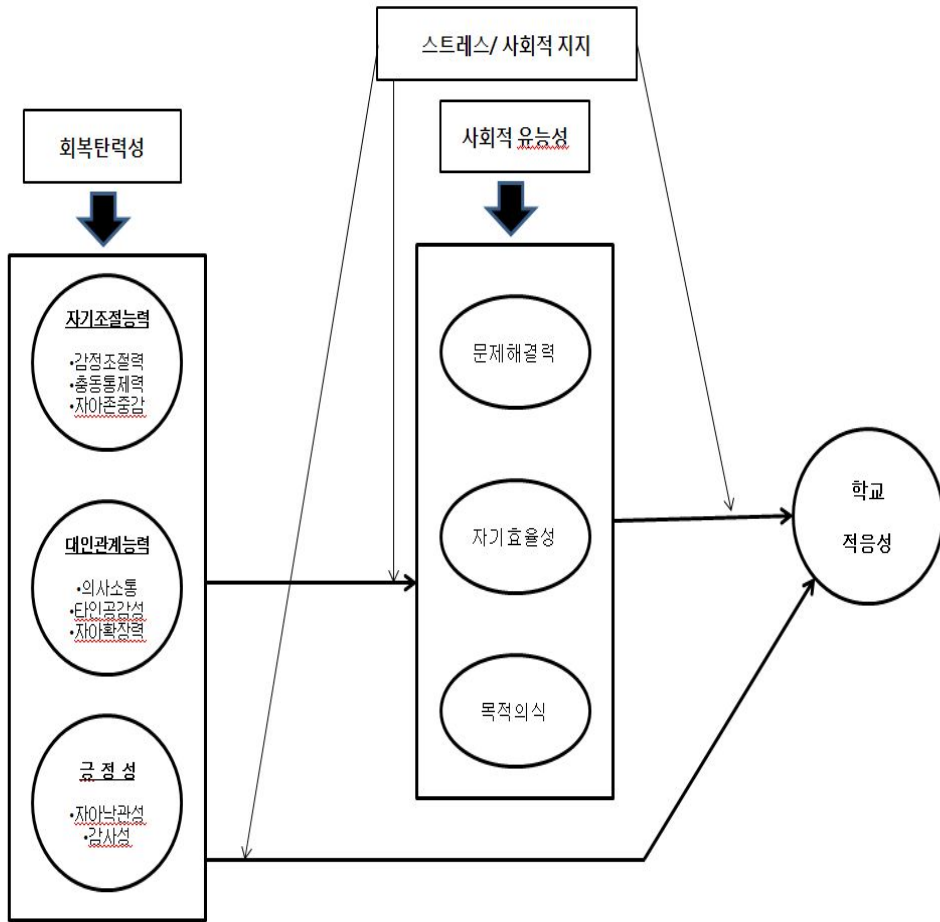 스트레스/ 사회적 지지
회복탄력성
사회적 유능성
자기조절능력
•감정조절력
•충동통제력
•자아존중감
대인관계능력
•의사소통
•타인공감성
•자아확장력
긍 정 성
•자아낙관성
•감사성
문제해결력
자기효율성
목적의식
학교
적응성